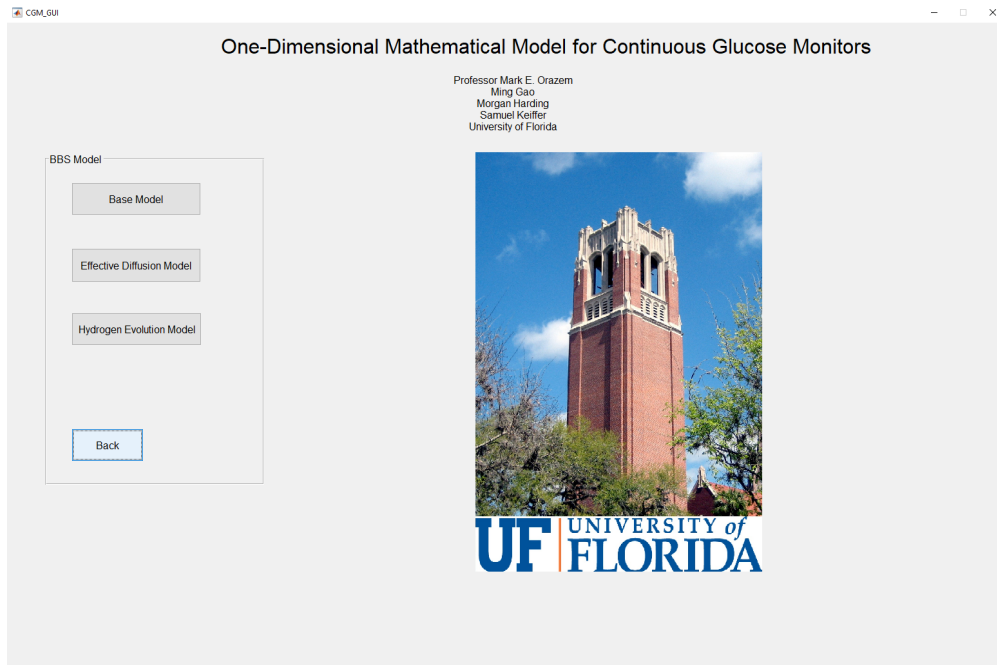 CGM_GUI
One-Dimensional Mathematical Model for Continuous Glucose Monitors
Professor Mark E. Orazem
Ming Gao
Morgan Harding
Samuel Keiffer
University of Florida
BBS Model
Base Model
Effective Diffusion Model
Hydrogen Evolution Model
Back
UF UNIVERSITY of
FLORIDA